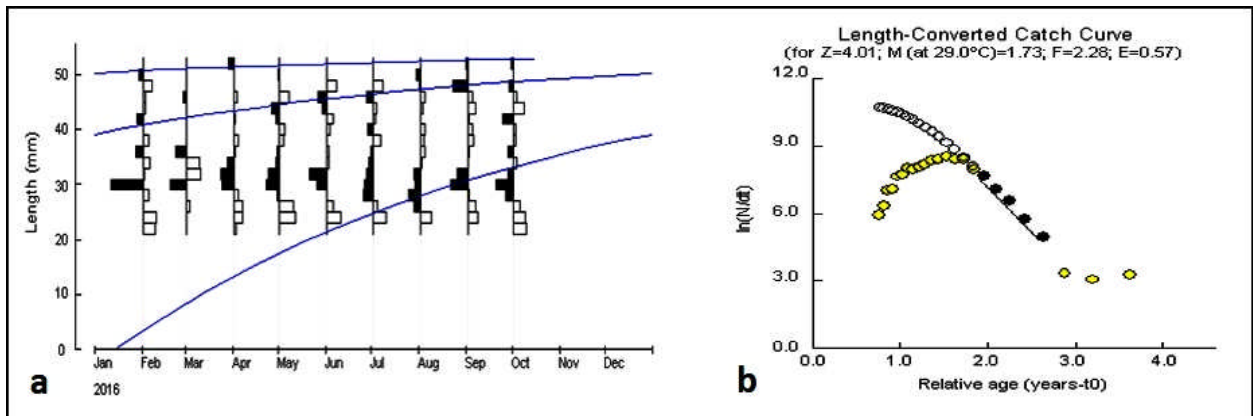 Length (mm)
50
40
30
20
10
0
Jan Feb Mar Apr May Jun Jul Aug Sep Oct Nov Dec
2016
a
Length-Converted Catch Curve
(for Z=4.01; M (at 29.0°C)=1.73; F=2.28; E=0.57)
ln(N/dt)
12.0
9.0
6.0
3.0
0.0
0.0 1.0 2.0 3.0 4.0
Relative age (years-t0)
b